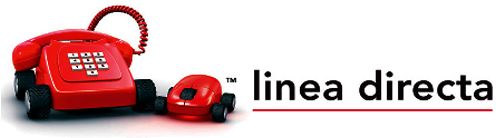 ™ linea directa